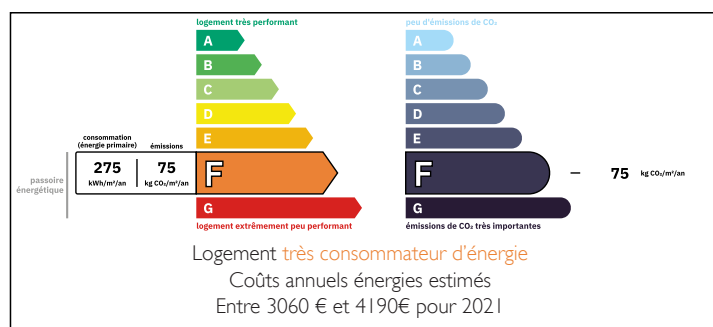 logement très performant
A
B
C
D
E
consommation
(énergie primaire)
émissions
passoire
énergétique
275
kWh/m²/an
75
kg CO₂/m²/an
F
G
logement extrêmement peu performant
peu d'émissions de CO₂
A
B
C
D
E
F
75 kg CO₂/m²/an
G
émissions de CO₂ très importantes
Logement très consommateur d'énergie
Coûts annuels énergies estimés
Entre 3060 € et 4190€ pour 2021